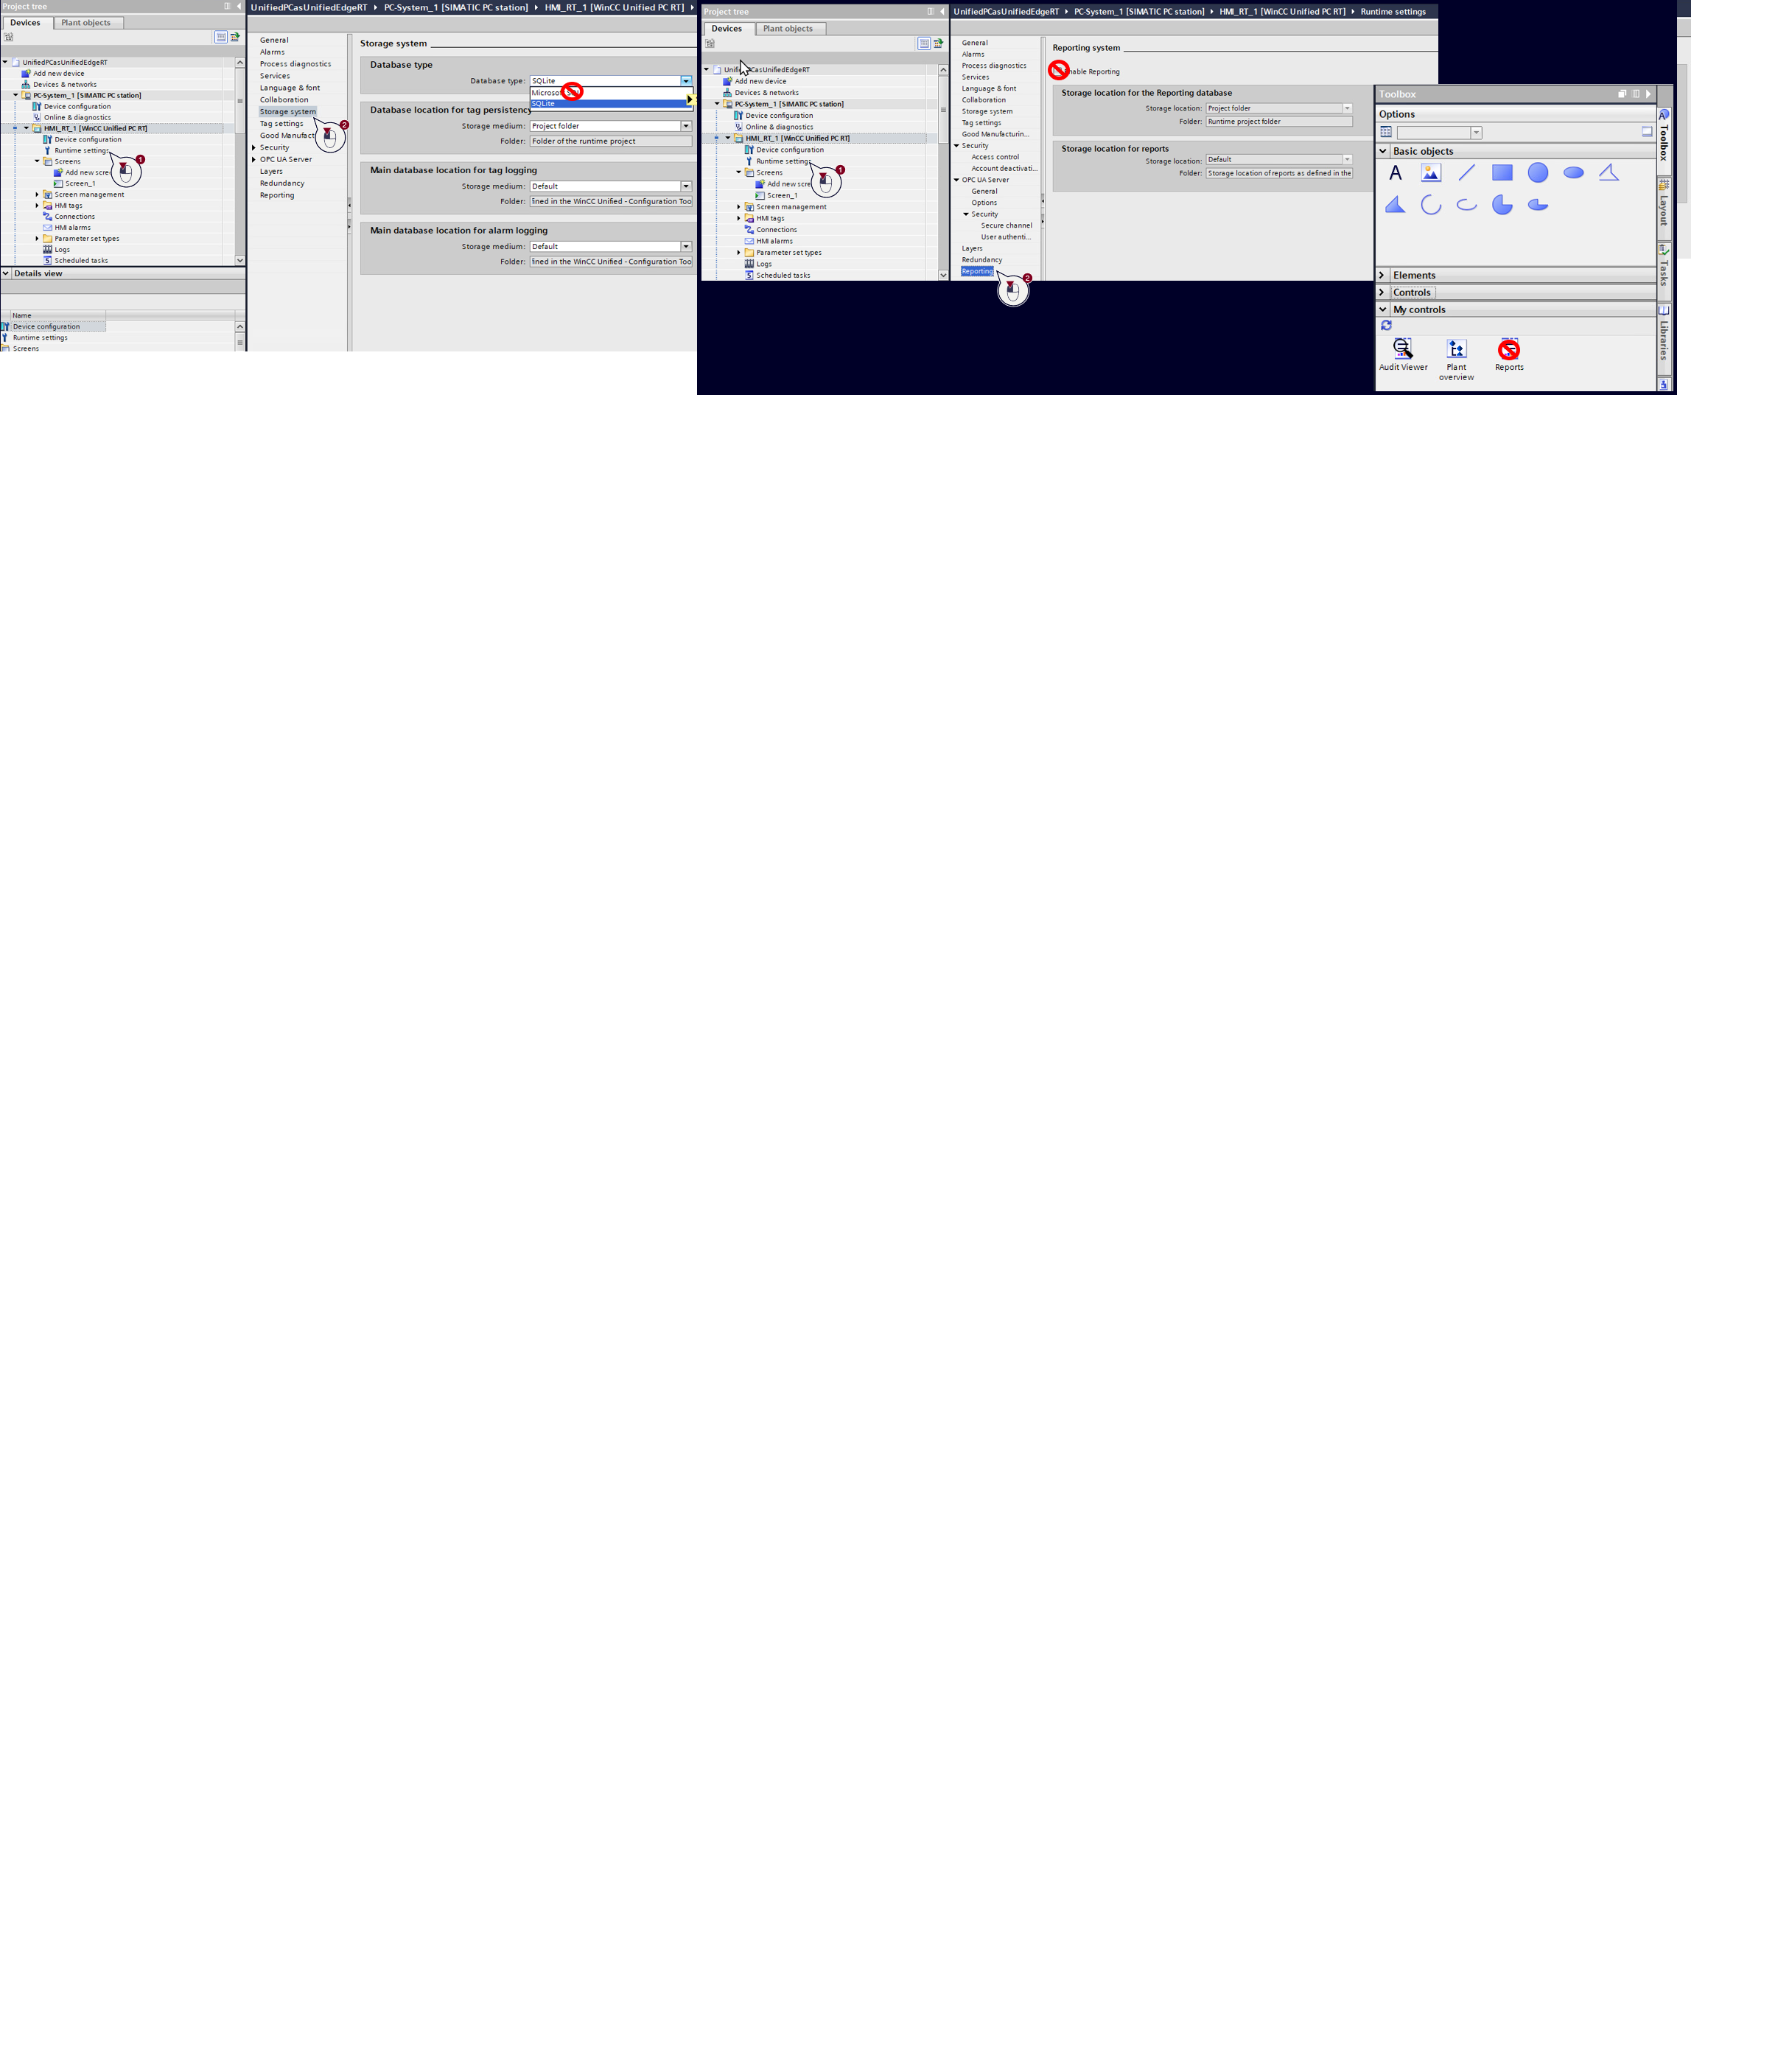 Project tree
Devices
Plant objects
UnifiedPCasUnifiedEdgeRT
Add new device
Devices & networks
PC-System_1 [SIMATIC PC station]
Device configuration
Online & diagnostics
HMI_RT_1 [WinCC Unified PC RT]
Device configuration
Runtime settings
Screens
Add new scre
Screen_1
Screen management
HMI tags
Connections
HMI alarms
Parameter set types
Logs
Scheduled tasks
Details view
Name
Device configuration
Runtime settings
Screens
UnifiedPCasUnifiedEdgeRT PC-System_1 [SIMATIC PC station] HMI_RT_1 [WinCC Unified PC RT]
General
Alarms
Process diagnostics
Services
Language & font
Collaboration
Storage system
Tag settings
Good Manufact
Security
OPC UA Server
Layers
Redundancy
Reporting
1
2
Storage system
Database type
Database type: SQLite
SQLite
Database location for tag persistency
Storage medium: Project folder
Folder: Folder of the runtime project
Main database location for tag logging
Storage medium: Default
Folder: lined in the WinCC Unified - Configuration Too
Main database location for alarm logging
Storage medium: Default
Folder: lined in the WinCC Unified - Configuration Too
Project tree
Devices
Plant objects
CasUnifiedEdgeRT
Add new device
Devices & networks
PC-System_1 [SIMATIC PC station]
Device configuration
Online & diagnostics
HMI_RT_1 [WinCC Unified PC RT]
Device configuration
Runtime settings
Screens
Add new scre
Screen_1
Screen management
HMI tags
Connections
HMI alarms
Parameter set types
Logs
Scheduled tasks
UnifiedPCasUnifiedEdgeRT PC-System_1 [SIMATIC PC station] HMI_RT_1 [WinCC Unified PC RT] Runtime settings
General
Alarms
Process diagnostics
Services
Language & font
Collaboration
Storage system
Tag settings
Good Manufacturin...
Security
Access control
Account deactivati...
OPC UA Server
General
Options
Security
Secure channel
User authenti...
Layers
Redundancy
Reporting
1
2
Reporting system
nable Reporting
Storage location for the Reporting database
Storage location: Project folder
Folder: Runtime project folder
Storage location for reports
Storage location: Default
Folder: Storage location of reports as defined in the
Toolbox
Options
Basic objects
A
Elements
Controls
My controls
Audit Viewer
Plant overview
Reports
Toolbox
Layout
Tasks
Libraries